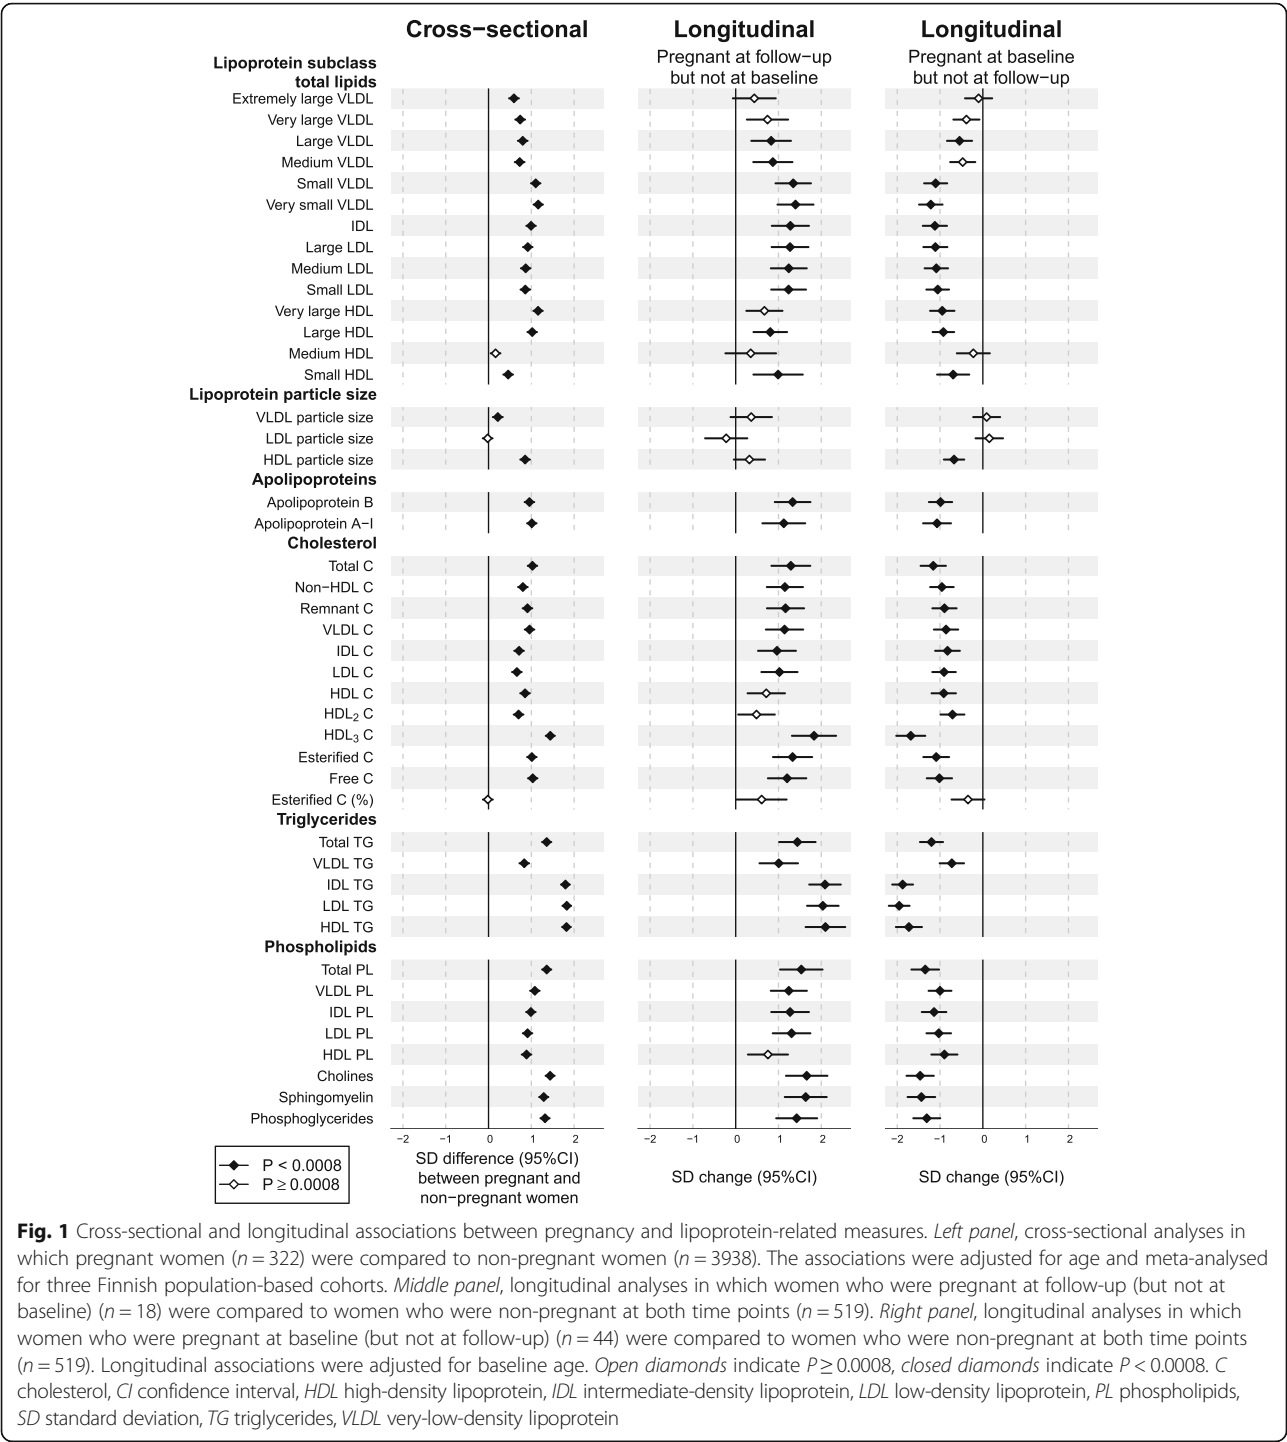 Cross−sectional
Longitudinal
Longitudinal
Pregnant at follow−up
but not at baseline
Pregnant at baseline
but not at follow−up
Lipoprotein subclass
total lipids
Extremely large VLDL
Very large VLDL
Large VLDL
Medium VLDL
Small VLDL
Very small VLDL
IDL
Large LDL
Medium LDL
Small LDL
Very large HDL
Large HDL
Medium HDL
Small HDL
Lipoprotein particle size
VLDL particle size
LDL particle size
HDL particle size
Apolipoproteins
Apolipoprotein B
Apolipoprotein A−I
Cholesterol
Total C
Non−HDL C
Remnant C
VLDL C
IDL C
LDL C
HDL C
HDL₂ C
HDL₃ C
Esterified C
Free C
Esterified C (%)
Triglycerides
Total TG
VLDL TG
IDL TG
LDL TG
HDL TG
Phospholipids
Total PL
VLDL PL
IDL PL
LDL PL
HDL PL
Cholines
Sphingomyelin
Phosphoglycerides
−2 −1 0 1 2
−2 −1 0 1 2
−2 −1 0 1 2
P < 0.0008
P ≥ 0.0008
SD difference (95%CI)
between pregnant and
non−pregnant women
SD change (95%CI)
SD change (95%CI)
Fig. 1 Cross-sectional and longitudinal associations between pregnancy and lipoprotein-related measures. Left panel, cross-sectional analyses in
which pregnant women (n = 322) were compared to non-pregnant women (n = 3938). The associations were adjusted for age and meta-analysed
for three Finnish population-based cohorts. Middle panel, longitudinal analyses in which women who were pregnant at follow-up (but not at
baseline) (n = 18) were compared to women who were non-pregnant at both time points (n = 519). Right panel, longitudinal analyses in which
women who were pregnant at baseline (but not at follow-up) (n = 44) were compared to women who were non-pregnant at both time points
(n = 519). Longitudinal associations were adjusted for baseline age. Open diamonds indicate P ≥ 0.0008, closed diamonds indicate P < 0.0008. C
cholesterol, CI confidence interval, HDL high-density lipoprotein, IDL intermediate-density lipoprotein, LDL low-density lipoprotein, PL phospholipids,
SD standard deviation, TG triglycerides, VLDL very-low-density lipoprotein